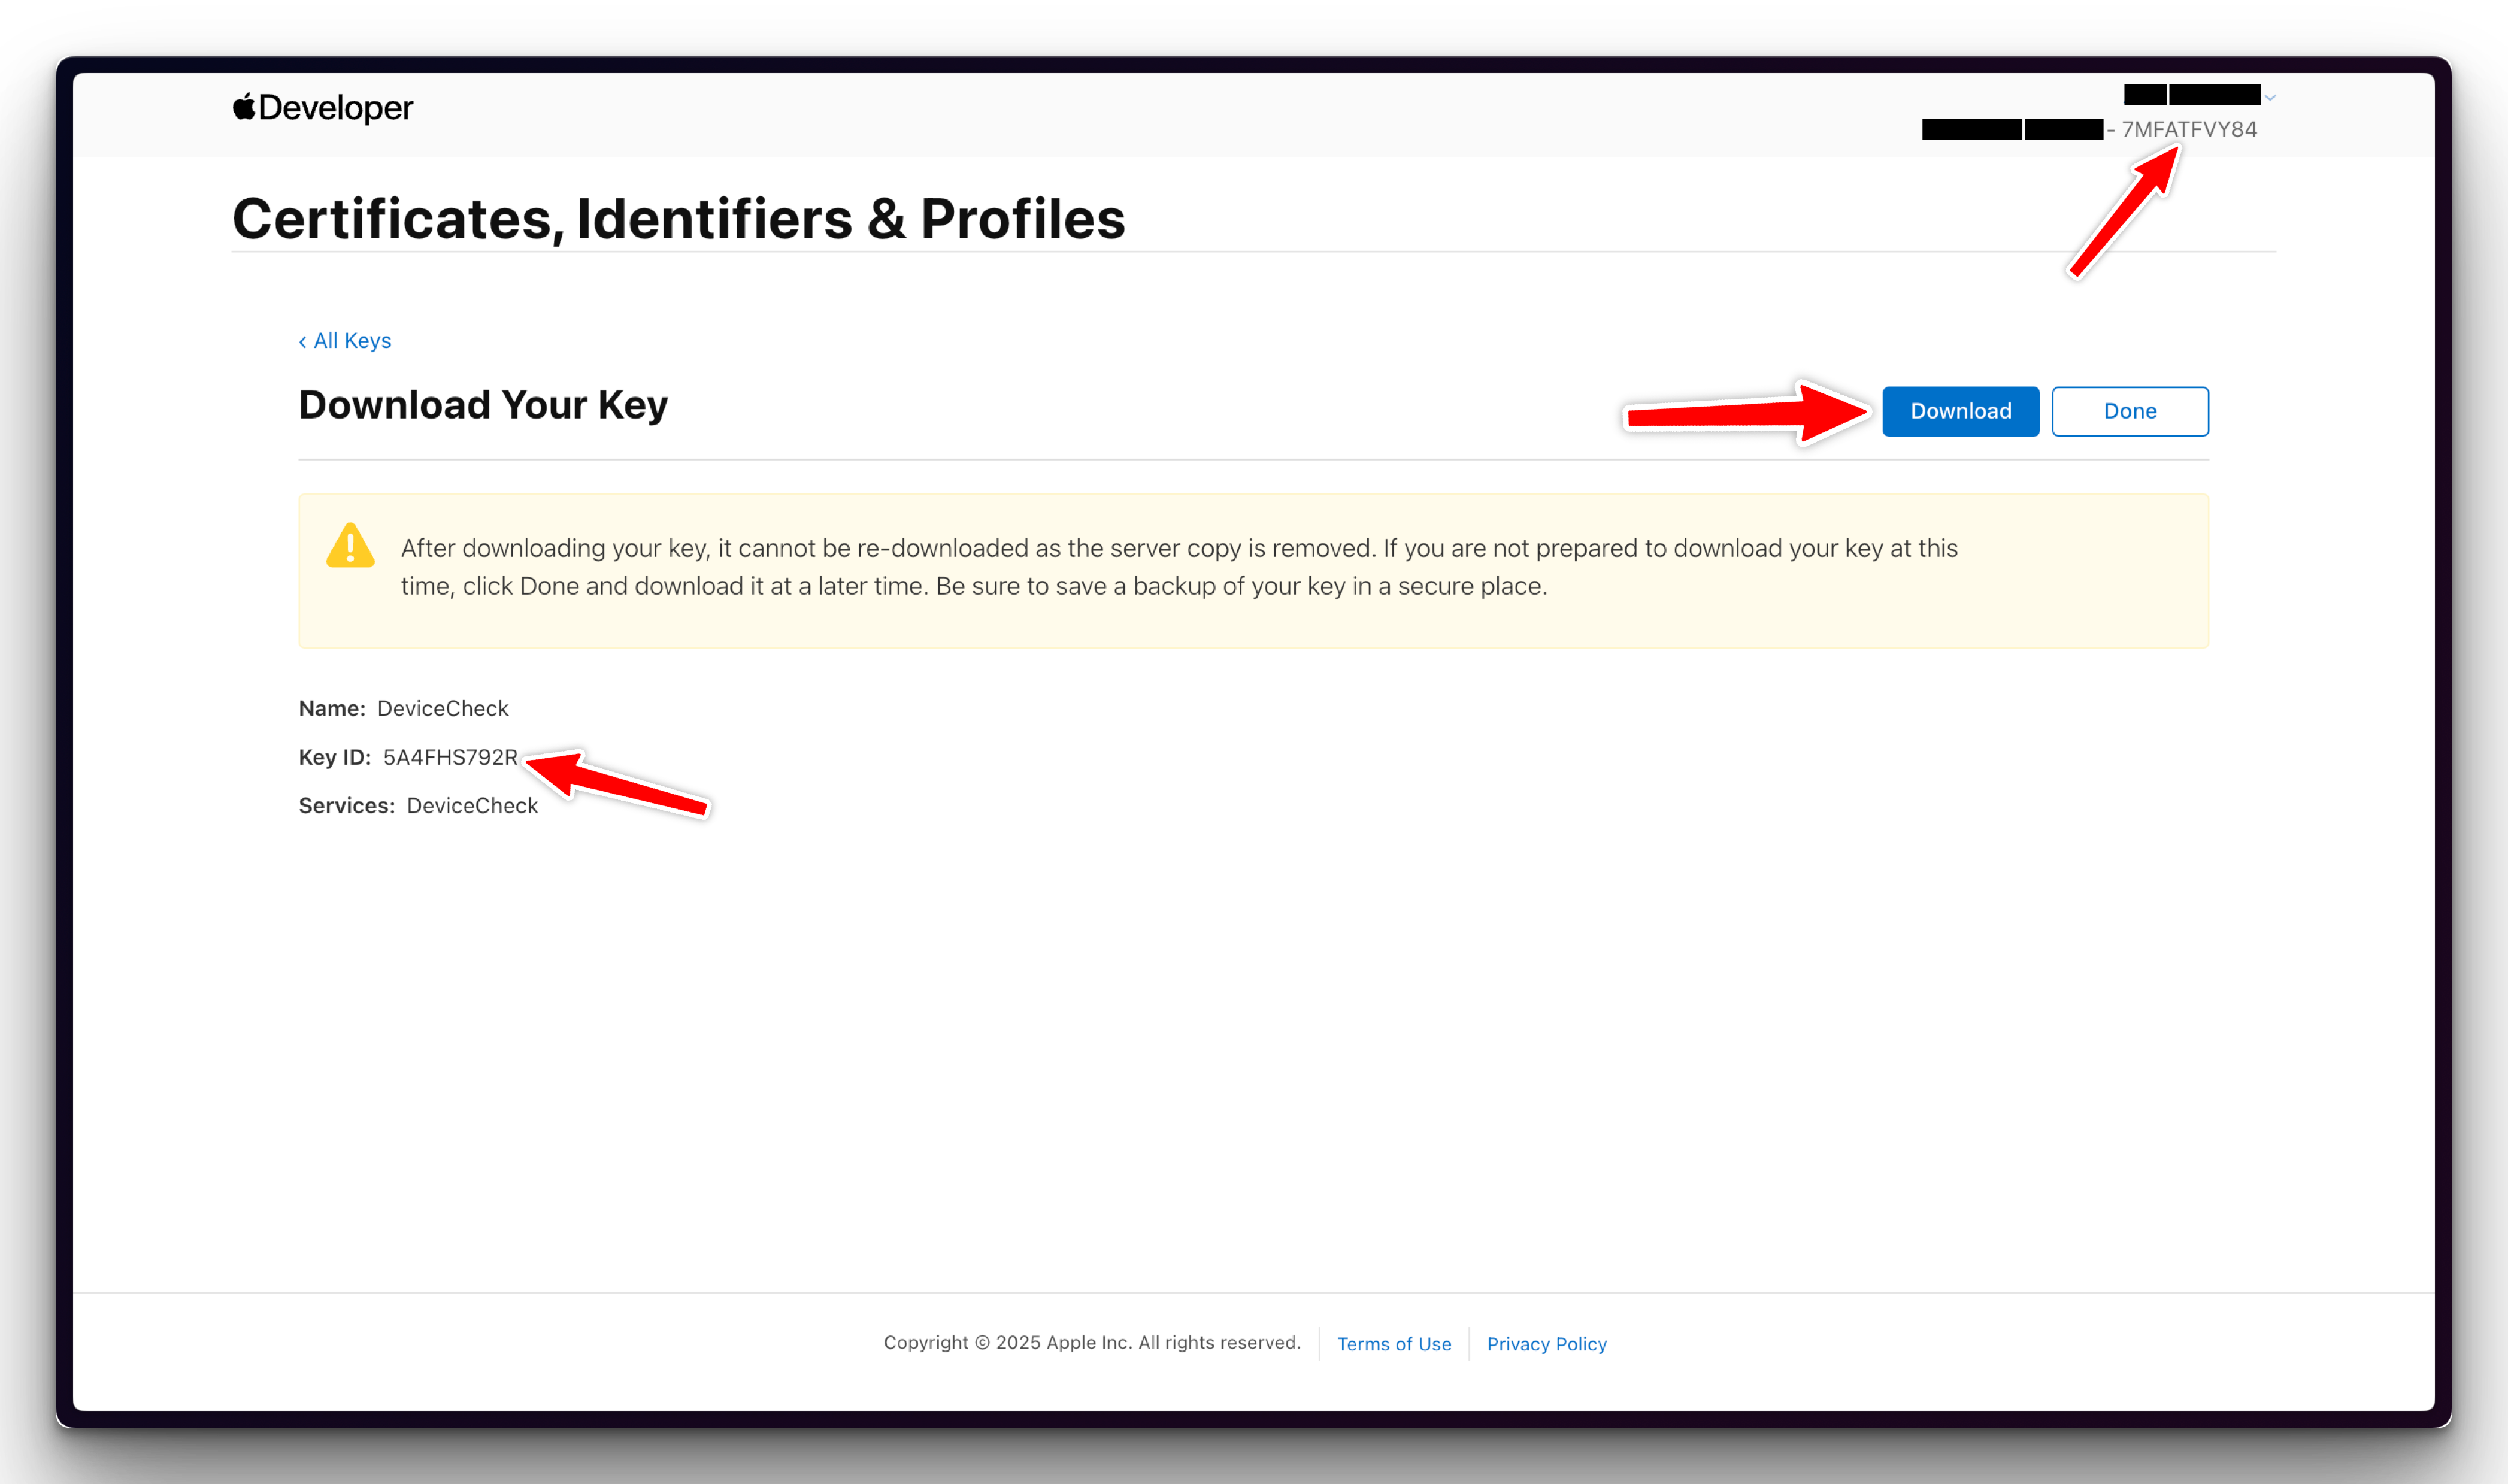 Developer
- 7MFATFVY84
Certificates, Identifiers & Profiles
‹ All Keys
Download Your Key
Download
Done
After downloading your key, it cannot be re-downloaded as the server copy is removed. If you are not prepared to download your key at this
time, click Done and download it at a later time. Be sure to save a backup of your key in a secure place.
Name: DeviceCheck
Key ID: 5A4FHS792R
Services: DeviceCheck
Copyright © 2025 Apple Inc. All rights reserved.
Terms of Use
Privacy Policy